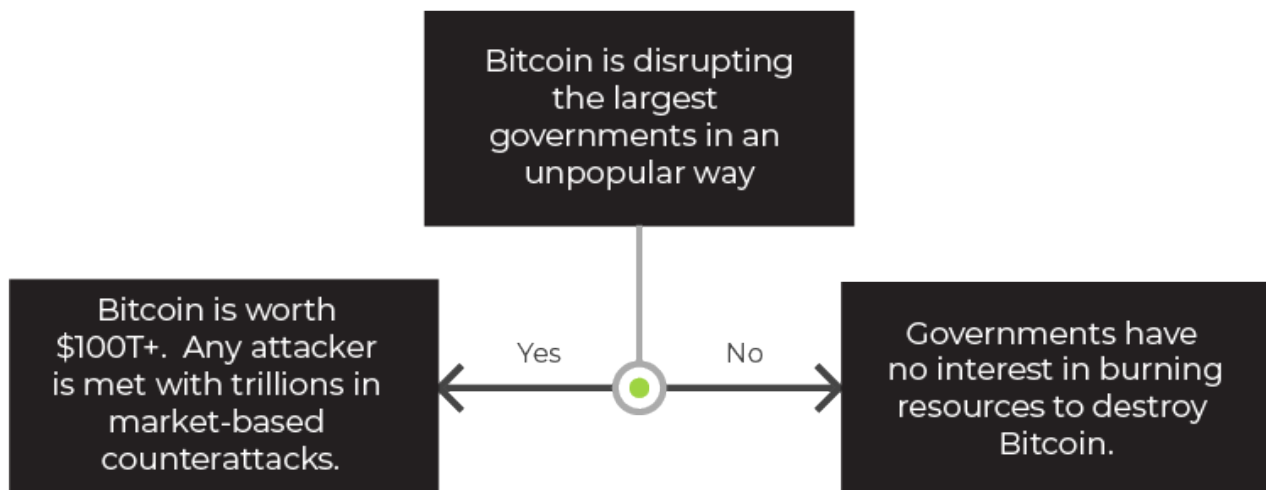 Bitcoin is disrupting
the largest
governments in an
unpopular way
Bitcoin is worth
$100T+. Any attacker
is met with trillions in
market-based
counterattacks.
Yes
No
Governments have
no interest in burning
resources to destroy
Bitcoin.